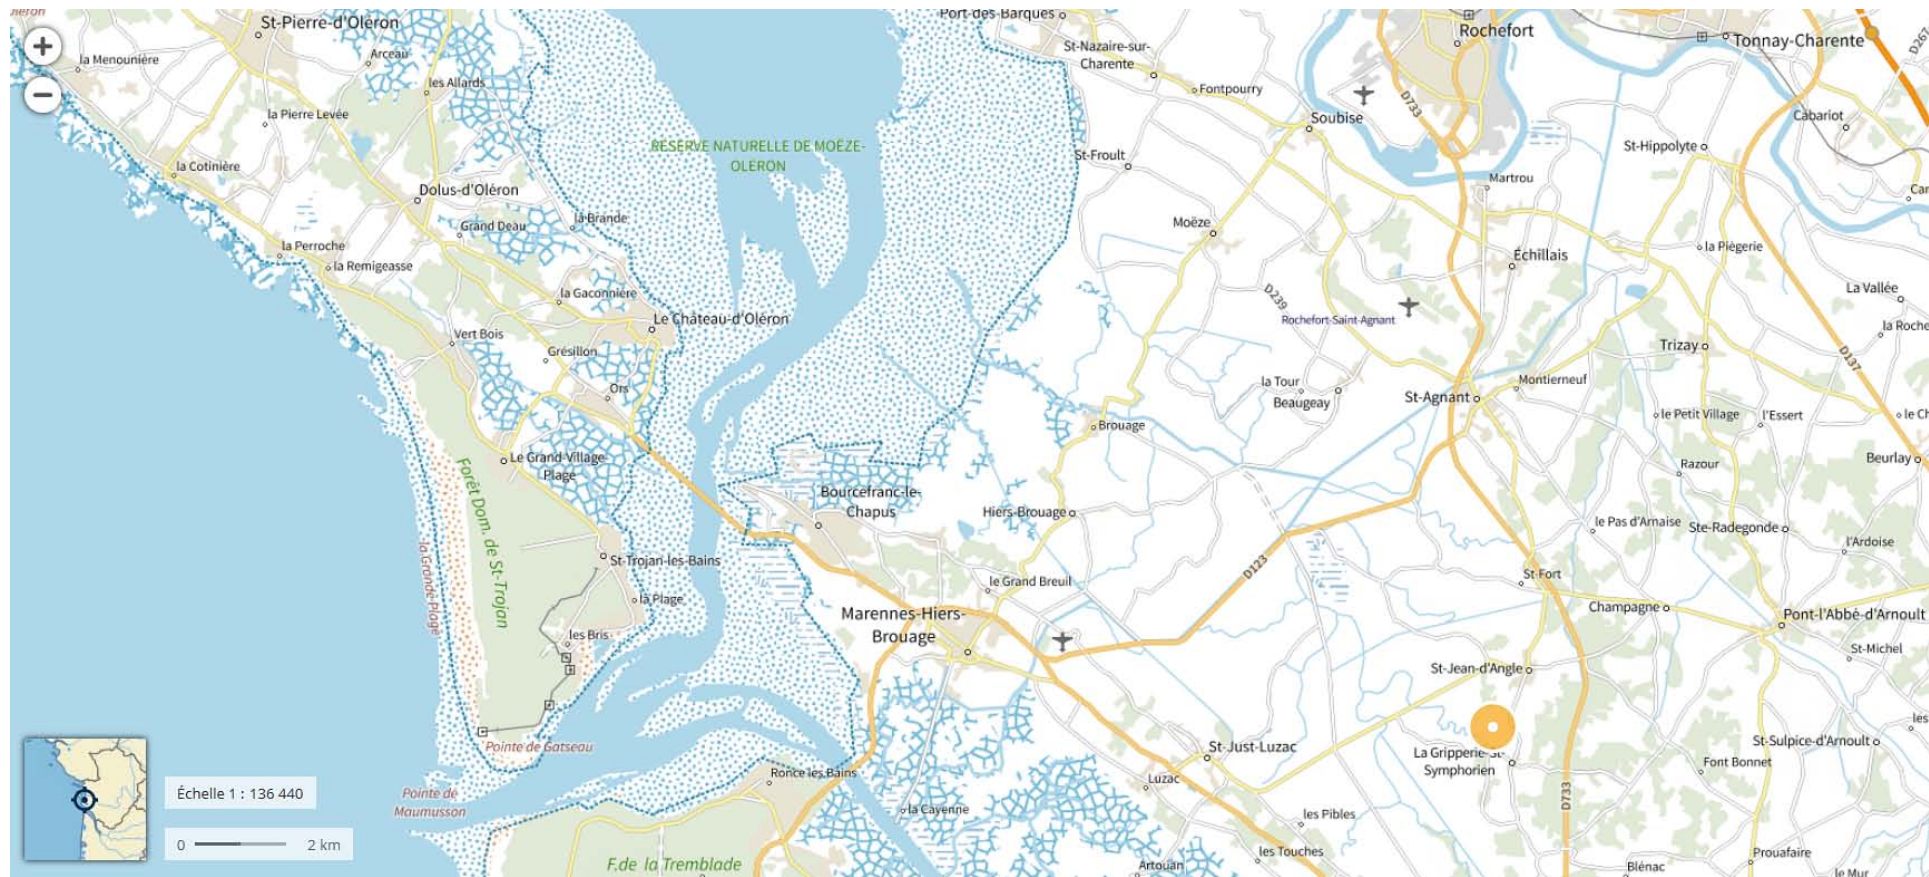 St-Pierre-d'Oléron
Port-des-Barques
Rochefort
Tonnay-Charente
la Menounière
Arceau
St-Nazaire-sur-
Charente
les Allards
Fontpourry
D733
la Pierre Levée
Soubise
Cabariot
RÉSERVE NATURELLE DE MOËZE-
OLÉRON
St-Hippolyte
St-Froult
la Cotinière
Martrou
Dolus-d'Oléron
la Brande
Grand Deau
Moëze
la Perroche
la Piègerie
Échillais
la Remigeasse
la Gaconnière
D239
La Vallée
Le Château-d'Oléron
Rochefort-Saint-Agnant
la Roche
Vert Bois
Trizay
Grésillon
D137
Ors
la Tour
Montierneuf
Beaugeay
St-Agnant
le Petit Village
l'Essert
Brouage
Le Grand-Village-
Plage
Razour
Beurlay
Forêt Dom. de St-Trojan
Bourcefranc-le-
Chapus
Hiers-Brouage
le Pas d'Arnaise
Ste-Radegonde
l'Ardoise
St-Trojan-les-Bains
D123
St-Fort
la Grande Plage
le Grand Breuil
la Plage
Champagne
Marennes-Hiers-
Brouage
Pont-l'Abbé-d'Arnoult
les Bris
St-Michel
St-Jean-d'Angle
Pointe de Gatseau
St-Just-Luzac
La Gripperie-St-
Symphorien
St-Sulpice-d'Arnoult
Font Bonnet
Ronce les Bains
Luzac
Pointe de
Maumusson
D733
la Cayenne
les Pibles
Échelle 1 : 136 440
0 2 km
les Touches
Prouafaire
F.de la Tremblade
Artouan
Blénac
le Mur